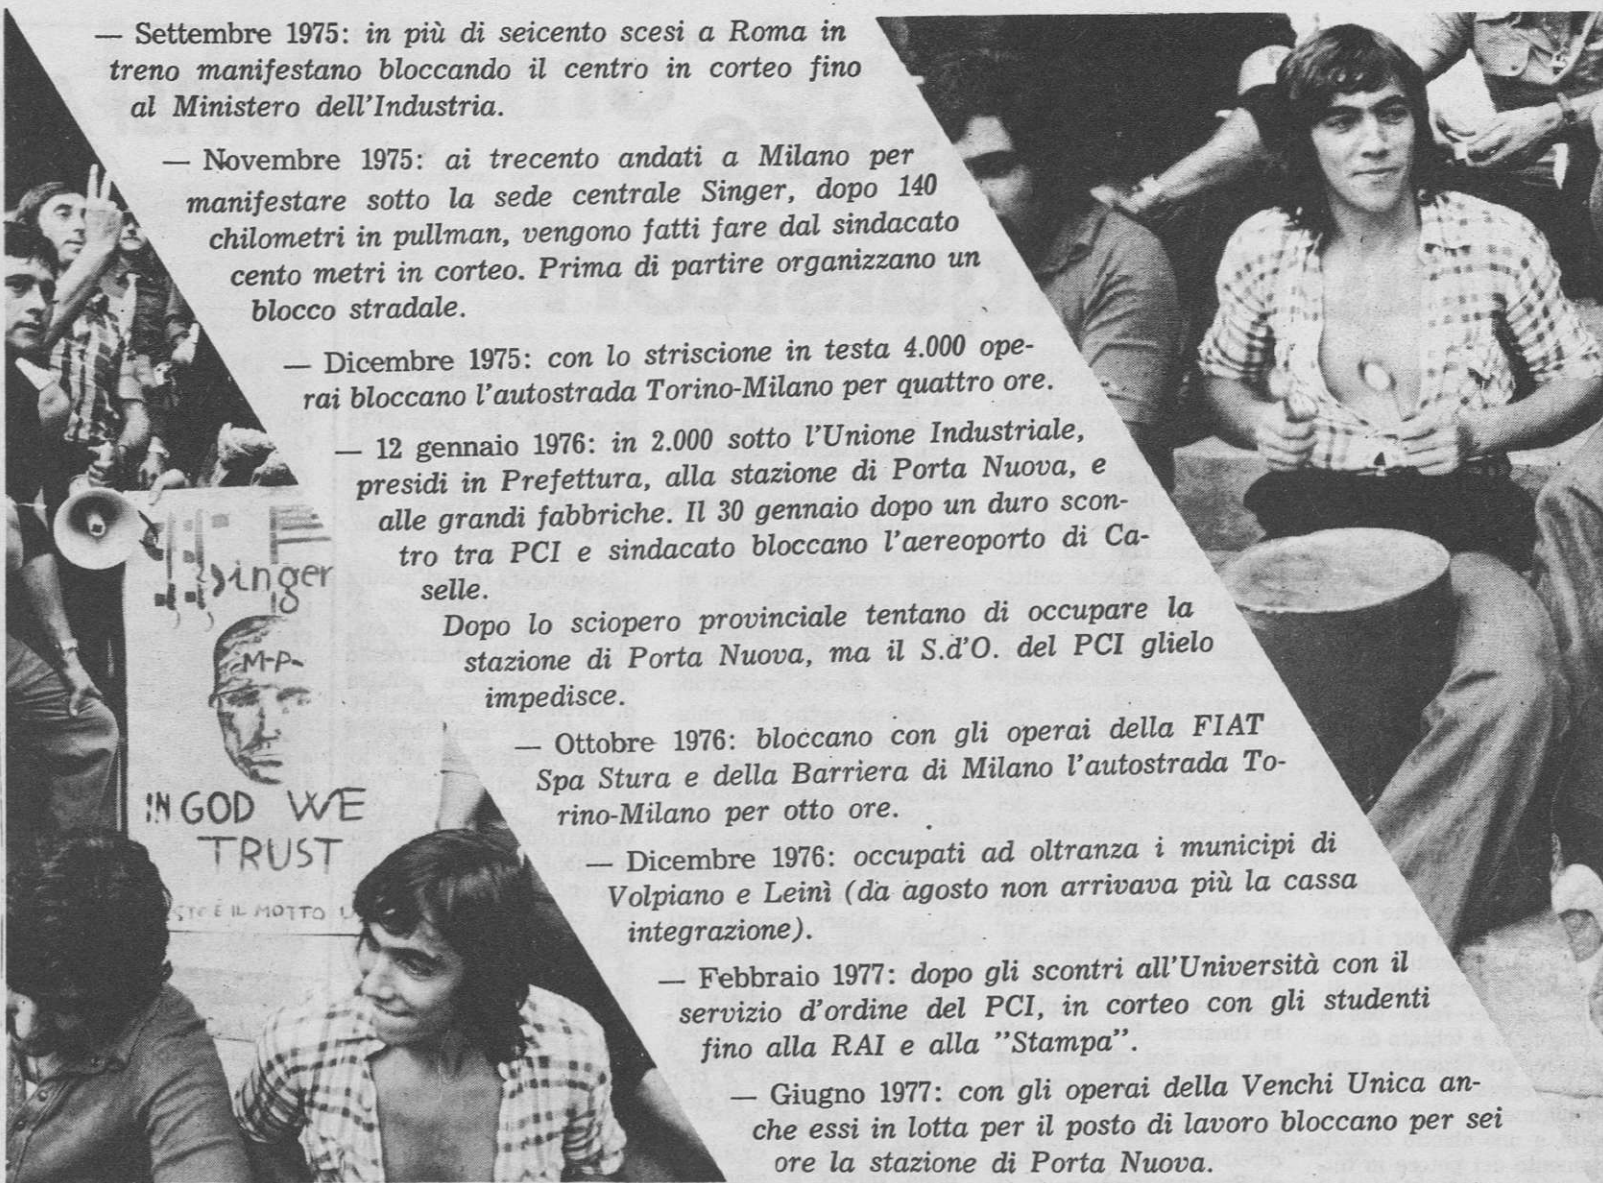 — Settembre 1975: in più di seicento scesi a Roma in
treno manifestano bloccando il centro in corteo fino
al Ministero dell'Industria.
— Novembre 1975: ai trecento andati a Milano per
manifestare sotto la sede centrale Singer, dopo 140
chilometri in pullman, vengono fatti fare dal sindacato
cento metri in corteo. Prima di partire organizzano un
blocco stradale.
— Dicembre 1975: con lo striscione in testa 4.000 ope-
rai bloccano l'autostrada Torino-Milano per quattro ore.
— 12 gennaio 1976: in 2.000 sotto l'Unione Industriale,
presidi in Prefettura, alla stazione di Porta Nuova, e
alle grandi fabbriche. Il 30 gennaio dopo un duro scon-
tro tra PCI e sindacato bloccano l'aereoporto di Ca-
selle.
Dopo lo sciopero provinciale tentano di occupare la
stazione di Porta Nuova, ma il S.d'O. del PCI glielo
impedisce.
— Ottobre 1976: bloccano con gli operai della FIAT
Spa Stura e della Barriera di Milano l'autostrada To-
rino-Milano per otto ore.
— Dicembre 1976: occupati ad oltranza i municipi di
Volpiano e Leinì (da agosto non arrivava più la cassa
integrazione).
— Febbraio 1977: dopo gli scontri all'Università con il
servizio d'ordine del PCI, in corteo con gli studenti
fino alla RAI e alla "Stampa".
— Giugno 1977: con gli operai della Venchi Unica an-
che essi in lotta per il posto di lavoro bloccano per sei
ore la stazione di Porta Nuova.
Singer
M-P-
IN GOD WE
TRUST
È IL MOTTO